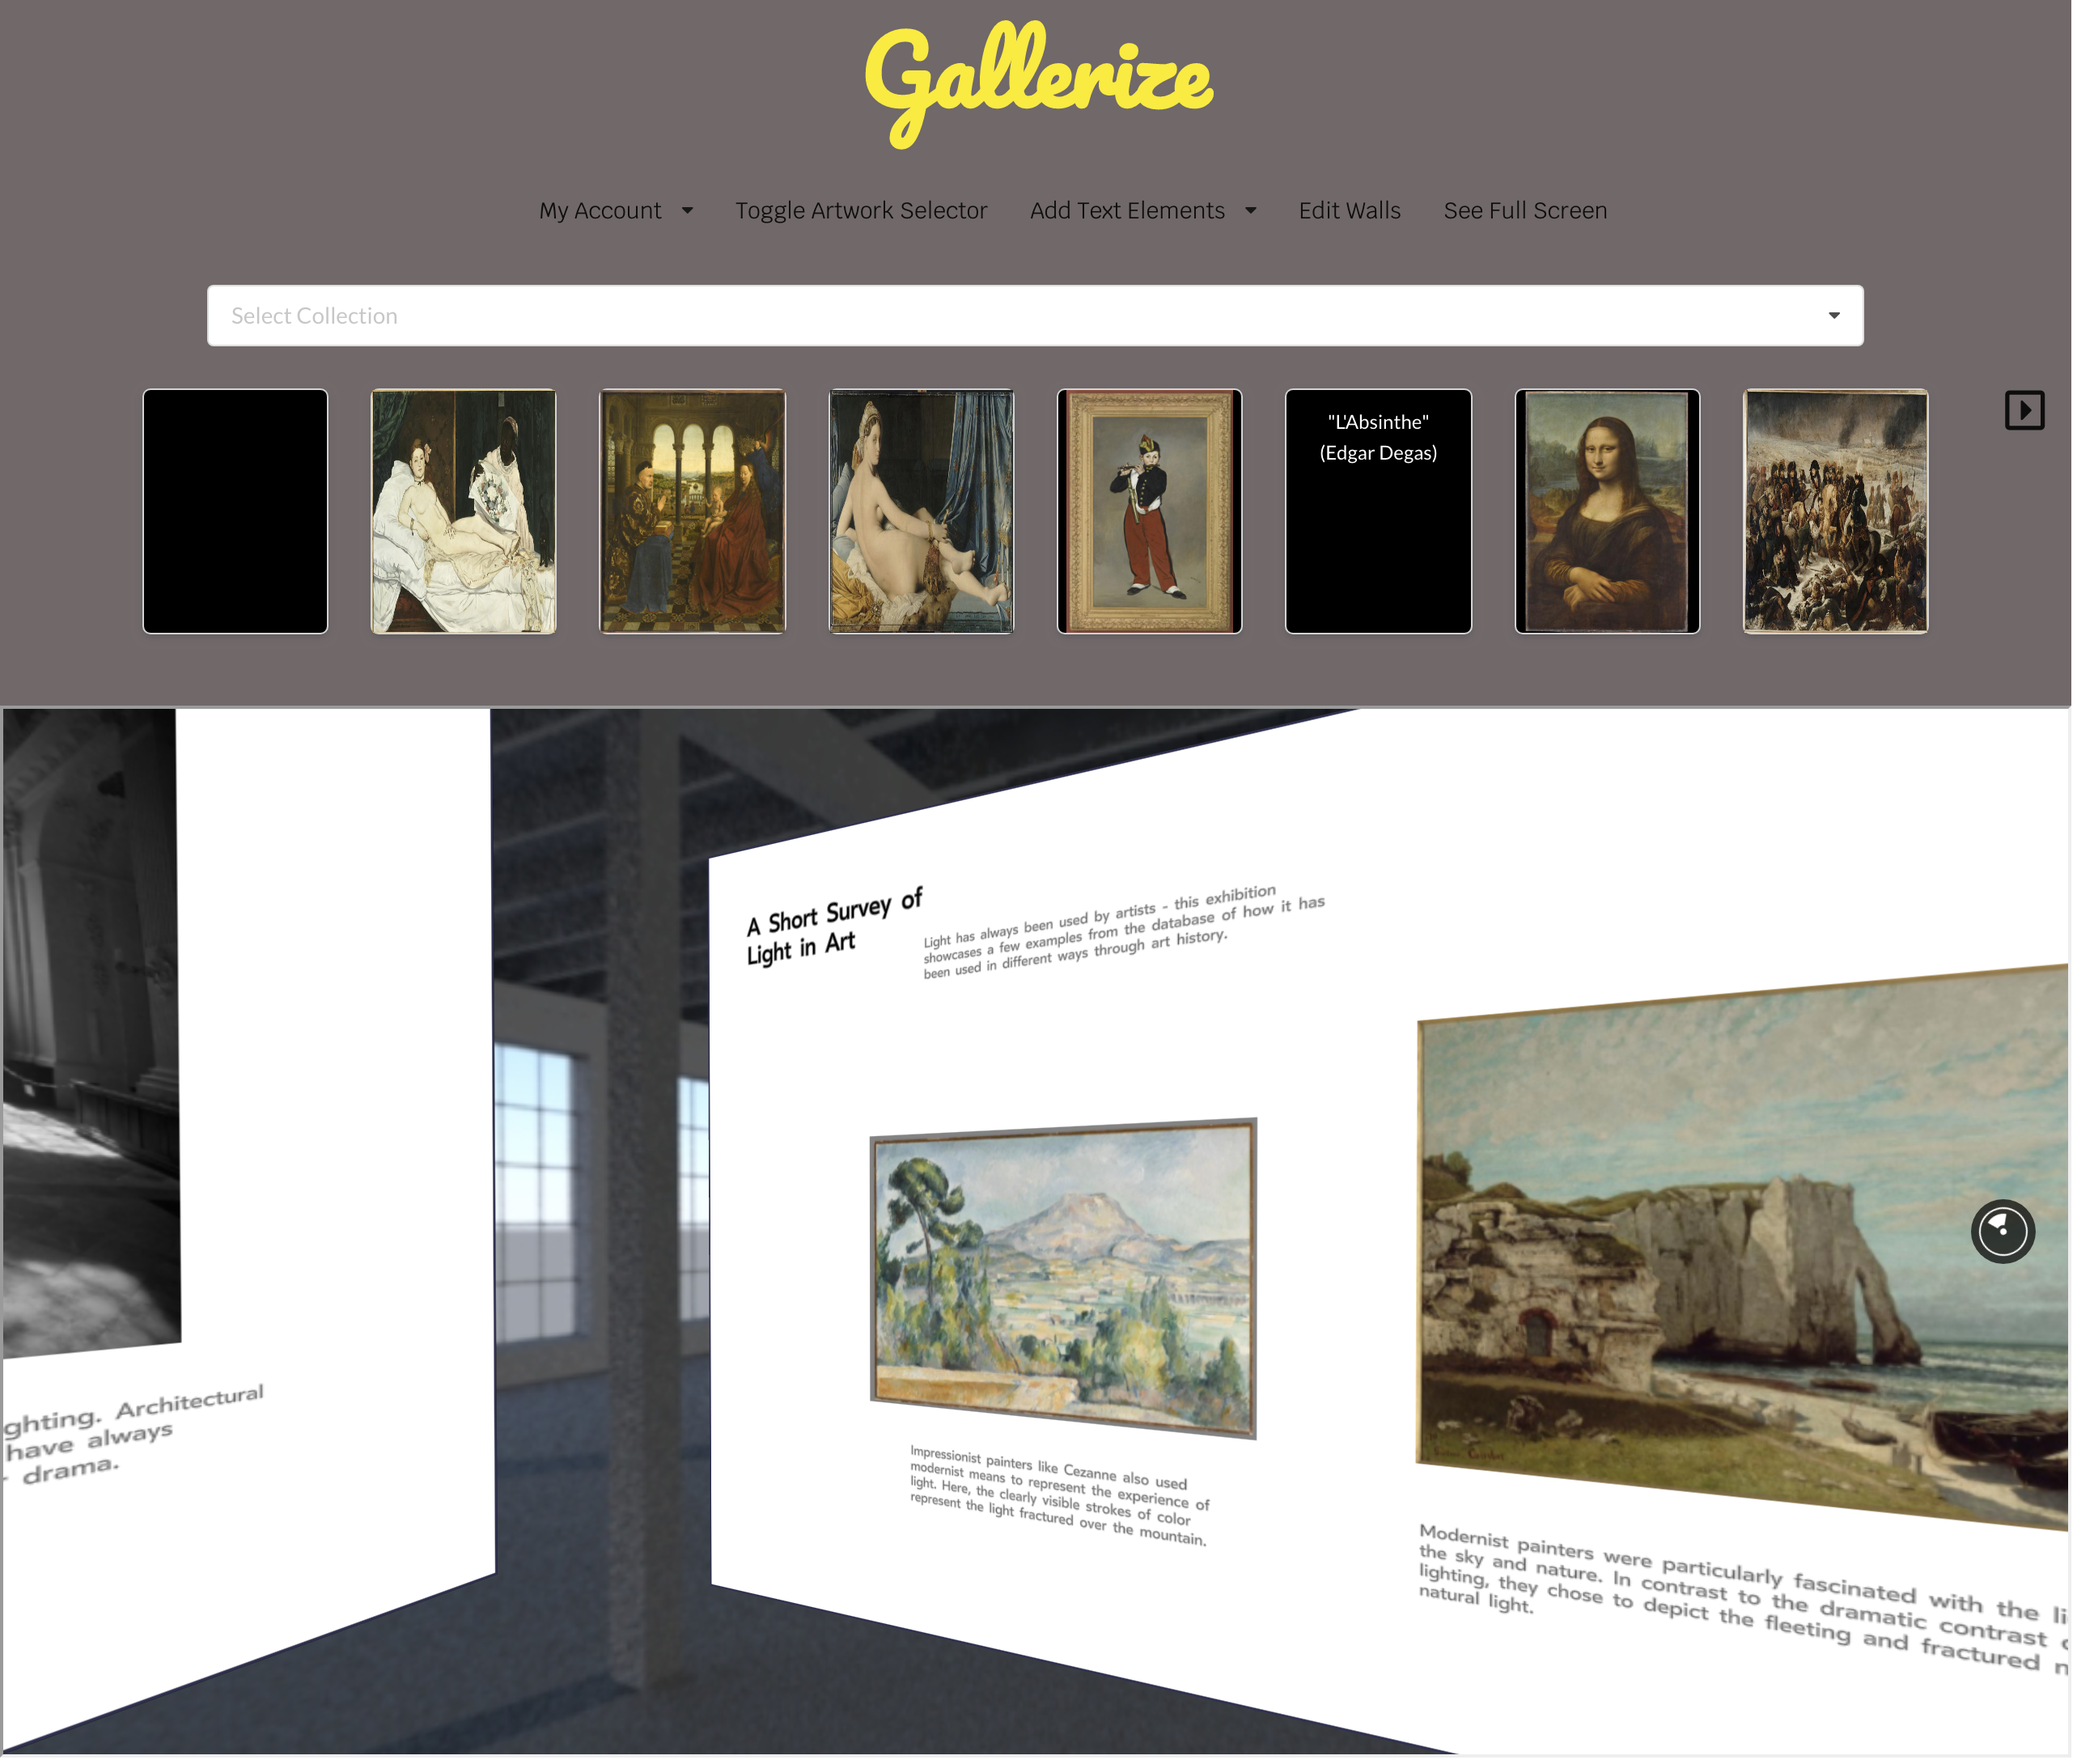 Gallerize
My Account
Toggle Artwork Selector
Add Text Elements
Edit Walls
See Full Screen
Select Collection
"L'Absinthe"
(Edgar Degas)
A Short Survey of
Light in Art
Light has always been used by artists - this exhibition
showcases a few examples from the database of how it has
been used in different ways through art history.
ghting. Architectural
have always
drama.
Impressionist painters like Cezanne also used
modernist means to represent the experience of
light. Here, the clearly visible strokes of color
represent the light fractured over the mountain.
Modernist painters were particularly fascinated with the li
the sky and nature. In contrast to the dramatic contrast
lighting, they chose to depict the fleeting and fractured n
natural light.